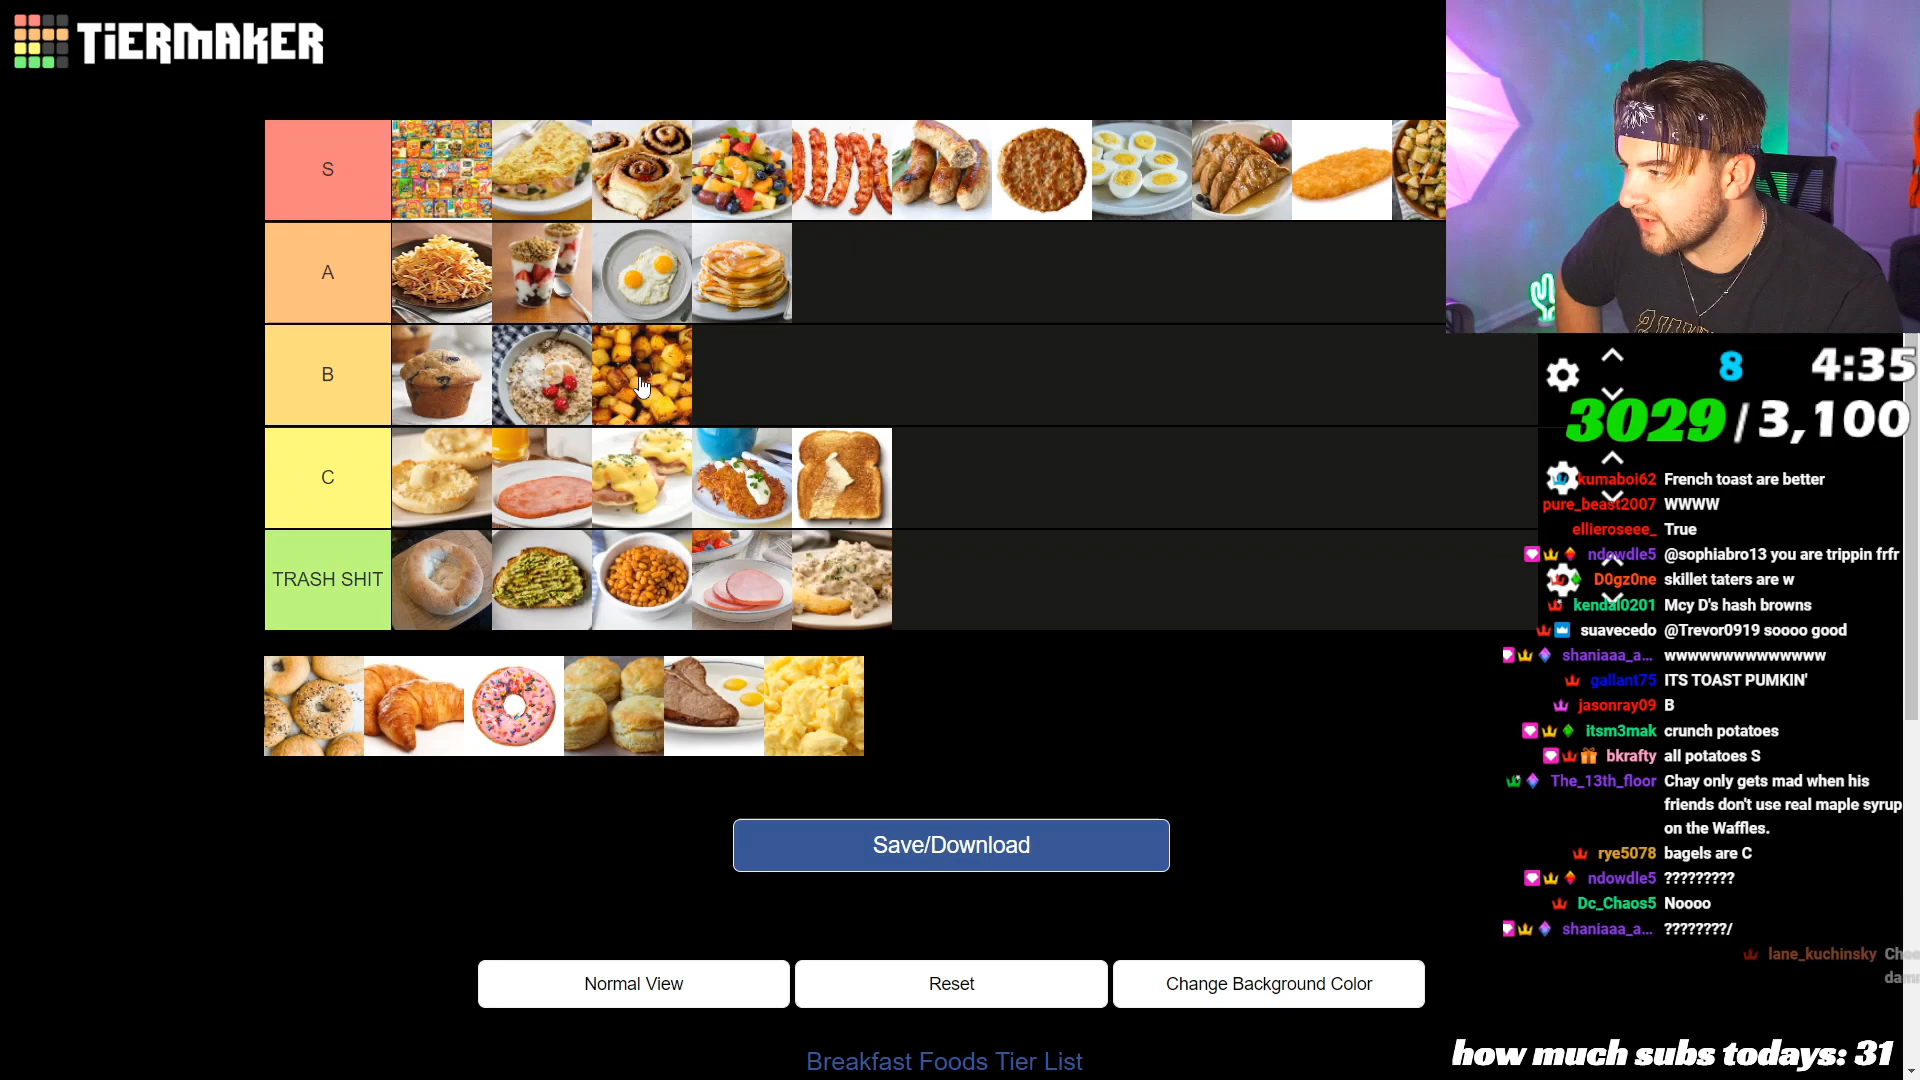 TiERMAKER
S
A
B
C
TRASH SHIT
Save/Download
Normal View
Reset
Change Background Color
Breakfast Foods Tier List
8 4:35
3029/3,100
kumaboi62 French toast are better
pure_beast2007 WWWW
ellieroseee_ True
ndowdle5 @sophiabro13 you are trippin frfr
D0gz0ne skillet taters are w
kendal0201 Mcy D's hash browns
suavecedo @Trevor0919 soooo good
shaniaaa_a... wwwwwwwwwwwwww
gallant75 ITS TOAST PUMKIN'
jasonray09 B
itsm3mak crunch potatoes
bkrafty all potatoes S
The_13th_floor Chay only gets mad when his
friends don't use real maple syrup
on the Waffles.
rye5078 bagels are C
ndowdle5 ?????????
Dc_Chaos5 Noooo
shaniaaa_a... ????????/
lane_kuchinsky
how much subs todays: 31